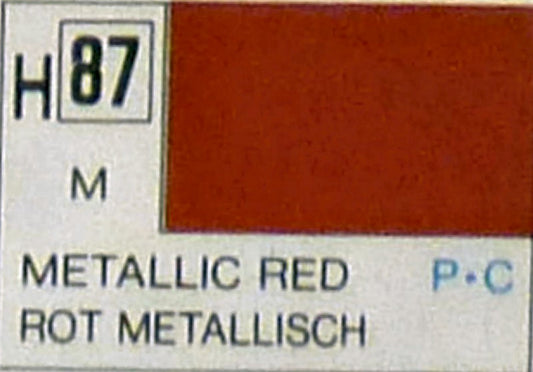 H 87
M
METALLIC RED P·C
ROT METALLISCH